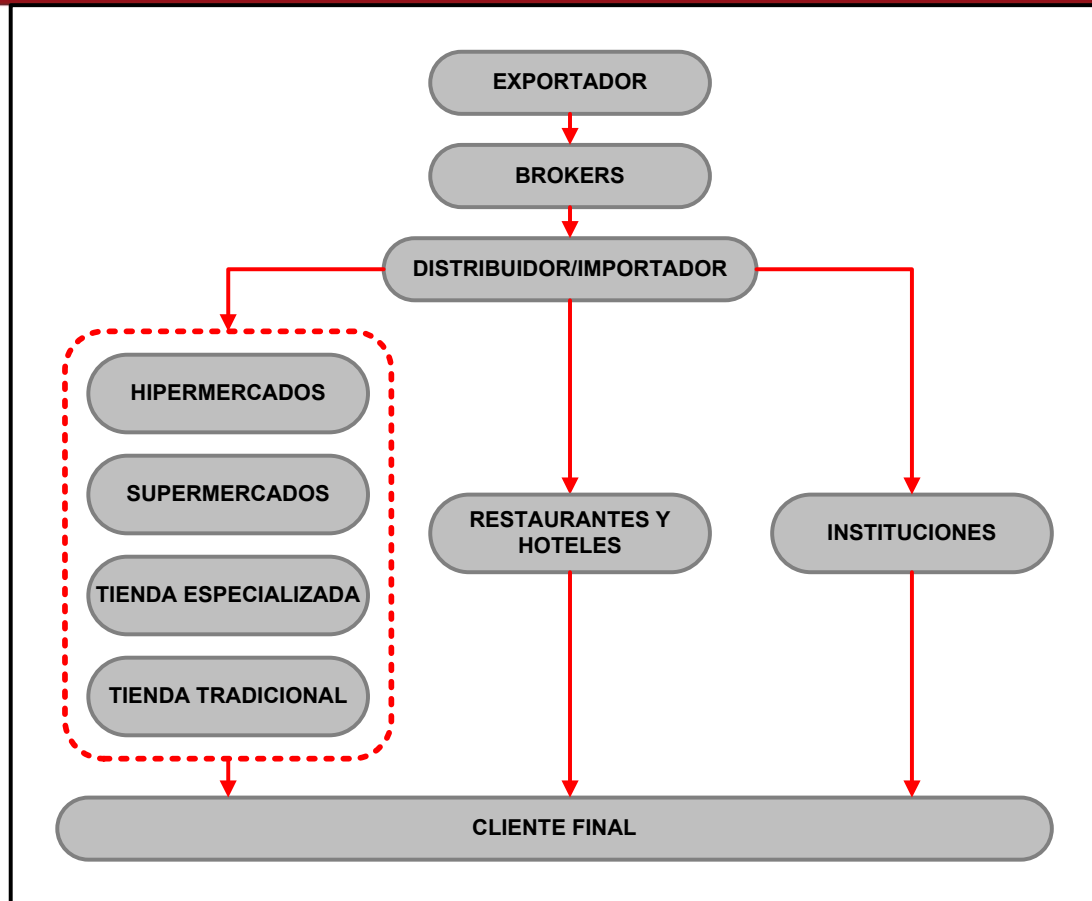 EXPORTADOR
BROKERS
DISTRIBUIDOR/IMPORTADOR
HIPERMERCADOS
SUPERMERCADOS
TIENDA ESPECIALIZADA
TIENDA TRADICIONAL
RESTAURANTES Y
HOTELES
INSTITUCIONES
CLIENTE FINAL